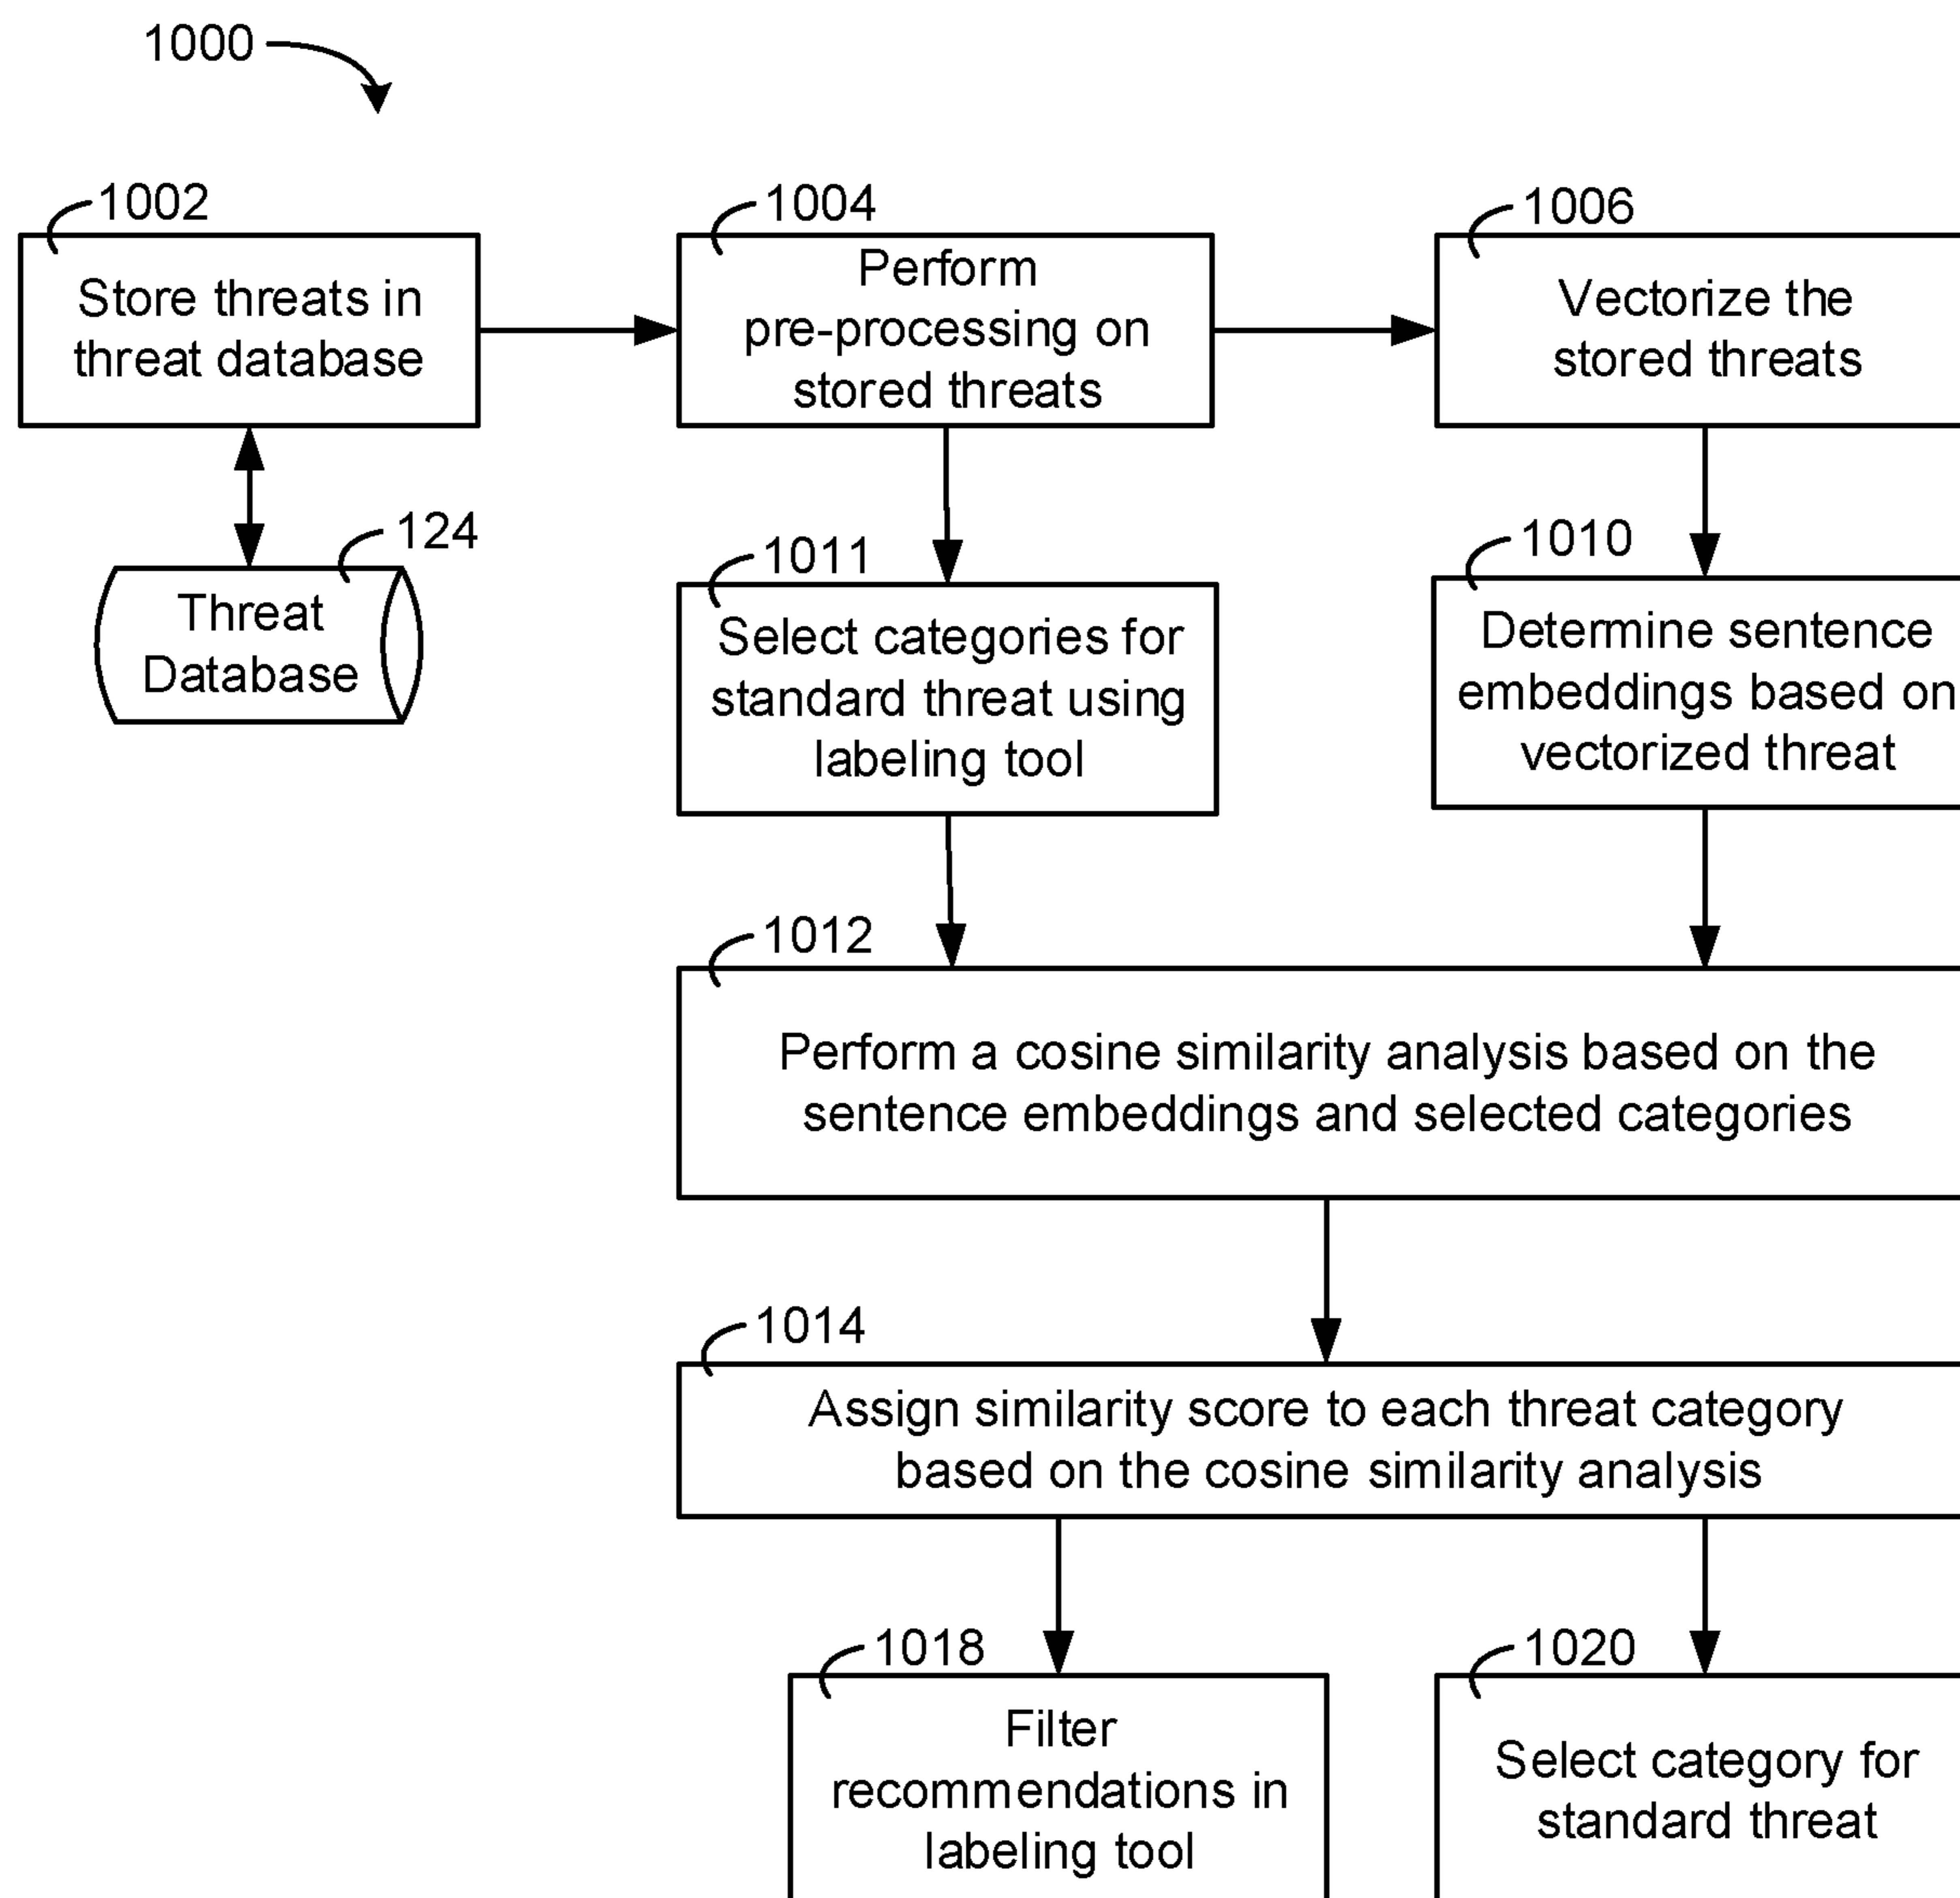 1000
1002
Store threats in
threat database
1004
Perform
pre-processing on
stored threats
1006
Vectorize the
stored threats
124
Threat
Database
1011
Select categories for
standard threat using
labeling tool
1010
Determine sentence
embeddings based on
vectorized threat
1012
Perform a cosine similarity analysis based on the
sentence embeddings and selected categories
1014
Assign similarity score to each threat category
based on the cosine similarity analysis
1018
Filter
recommendations in
labeling tool
1020
Select category for
standard threat